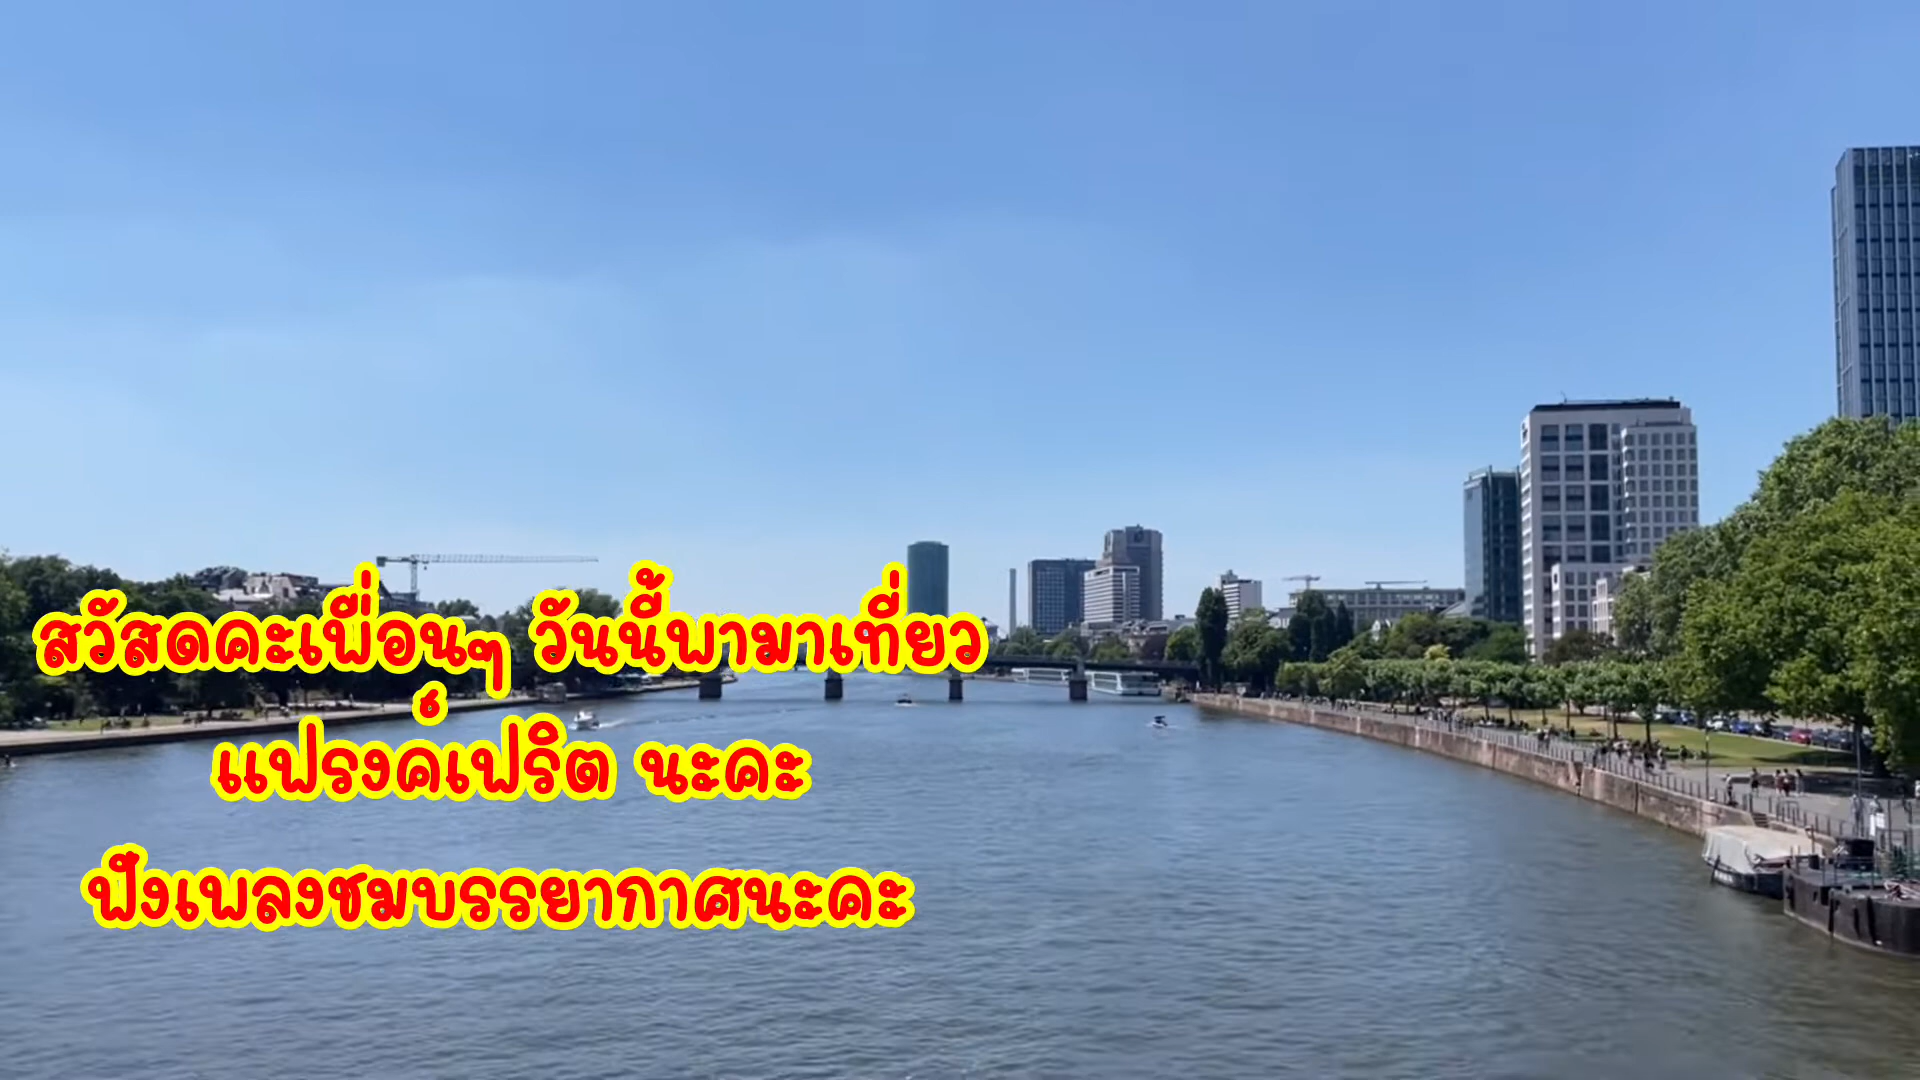 สวัสดคะเพื่อนๆ วันนี้พามาเที่ยว
แฟรงค์เฟริต นะคะ
ฟังเพลงชมบรรยากาศนะคะ